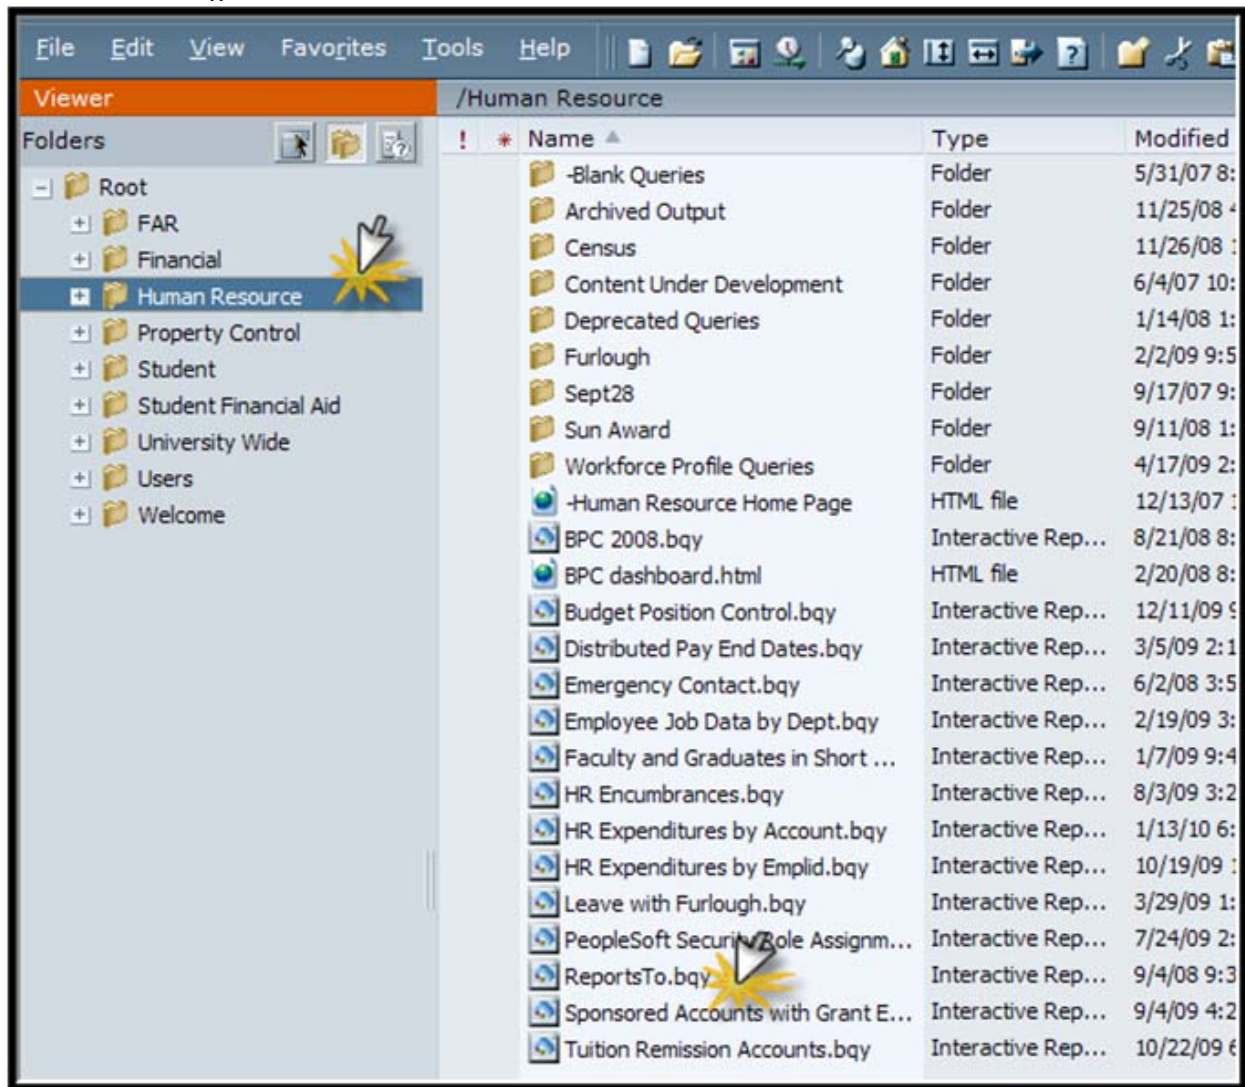 File Edit View Favorites Tools Help
Viewer /Human Resource
Folders
Root
FAR
Financial
Human Resource
Property Control
Student
Student Financial Aid
University Wide
Users
Welcome
! * Name Type Modified
-Blank Queries Folder 5/31/07 8:
Archived Output Folder 11/25/08 4
Census Folder 11/26/08 1:
Content Under Development Folder 6/4/07 10:
Deprecated Queries Folder 1/14/08 1:
Furlough Folder 2/2/09 9:5
Sept28 Folder 9/17/07 9:
Sun Award Folder 9/11/08 1:
Workforce Profile Queries Folder 4/17/09 2:
-Human Resource Home Page HTML file 12/13/07 1
BPC 2008.bqy Interactive Rep... 8/21/08 8:
BPC dashboard.html HTML file 2/20/08 8:
Budget Position Control.bqy Interactive Rep... 12/11/09 9
Distributed Pay End Dates.bqy Interactive Rep... 3/5/09 2:1
Emergency Contact.bqy Interactive Rep... 6/2/08 3:5
Employee Job Data by Dept.bqy Interactive Rep... 2/19/09 3:
Faculty and Graduates in Short ... Interactive Rep... 1/7/09 9:4
HR Encumbrances.bqy Interactive Rep... 8/3/09 3:2
HR Expenditures by Account.bqy Interactive Rep... 1/13/10 6:
HR Expenditures by Emplid.bqy Interactive Rep... 10/19/09 1
Leave with Furlough.bqy Interactive Rep... 3/29/09 1:
PeopleSoft Security Role Assignm... Interactive Rep... 7/24/09 2:
ReportsTo.bqy Interactive Rep... 9/4/08 9:3
Sponsored Accounts with Grant E... Interactive Rep... 9/4/09 4:2
Tuition Remission Accounts.bqy Interactive Rep... 10/22/09 6